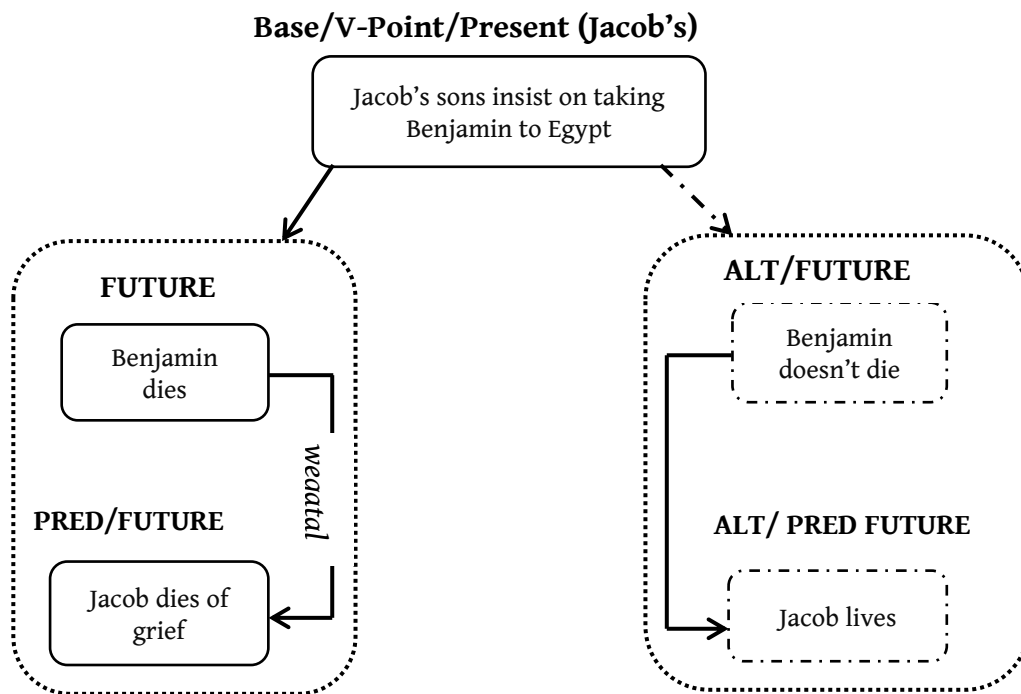 Base/V-Point/Present (Jacob's)
Jacob’s sons insist on taking
Benjamin to Egypt
FUTURE
Benjamin
dies
weaatal
PRED/FUTURE
Jacob dies of
grief
ALT/FUTURE
Benjamin
doesn’t die
ALT/ PRED FUTURE
Jacob lives